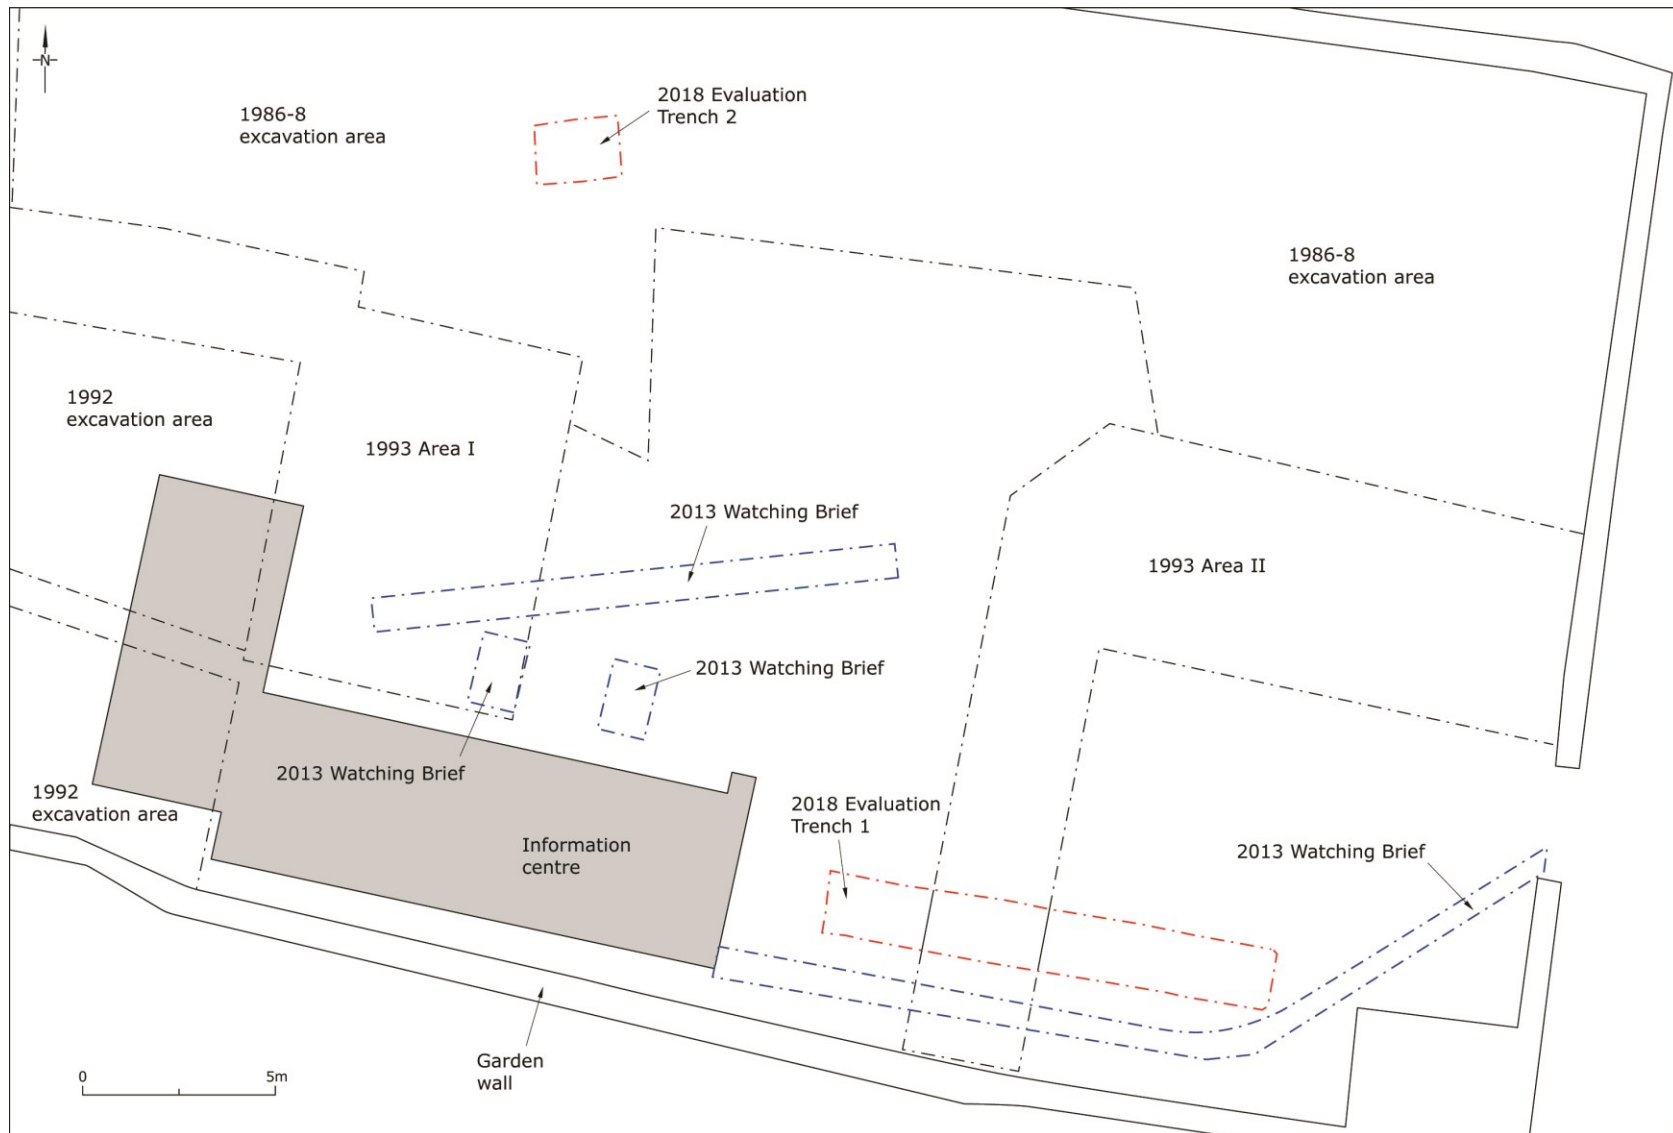 N
1986-8
excavation area
2018 Evaluation
Trench 2
1986-8
excavation area
1992
excavation area
1993 Area I
2013 Watching Brief
1993 Area II
2013 Watching Brief
2013 Watching Brief
1992
excavation area
2018 Evaluation
Trench 1
Information
centre
2013 Watching Brief
Garden
wall
0 5m